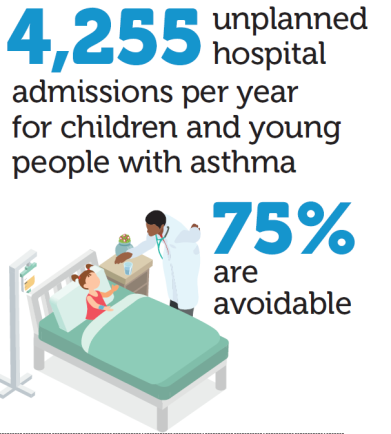 4,255 unplanned
hospital
admissions per year
for children and young
people with asthma
75%
are
avoidable